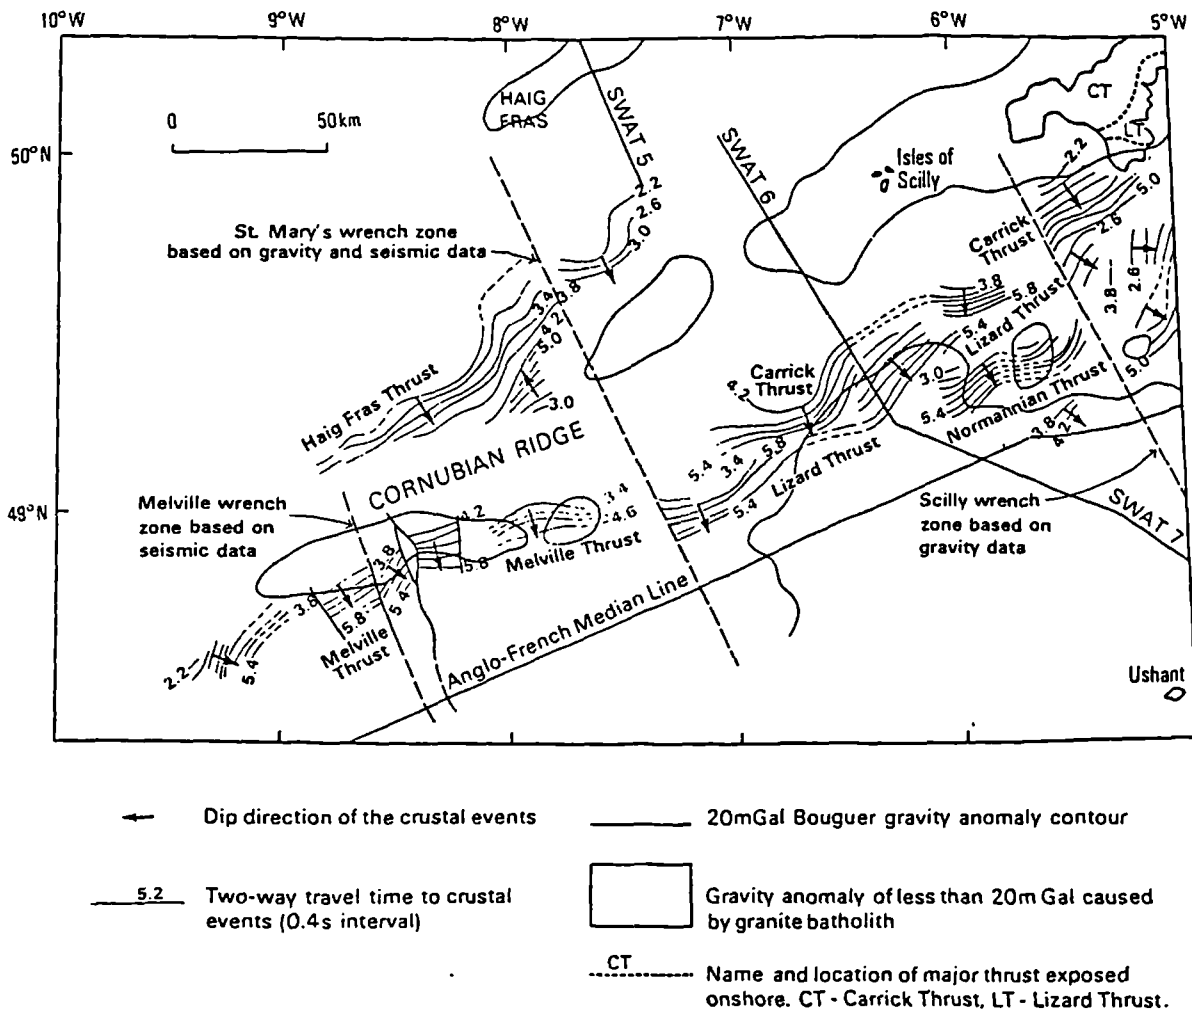 10°W
9°W
8°W
7°W
6°W
5°W
HAIG
FRAS
SWAT 5
SWAT 6
CT
LT
0 50km
50°N
Isles of
Scilly
2.2
5.0
2.6
Carrick
Thrust
3.8
2.6
2.2
2.6
3.0
St. Mary's wrench zone
based on gravity and seismic data
3.8
3.4
4.2
5.0
3.0
Haig Fras Thrust
3.8
5.8
5.4
Lizard Thrust
3.0
5.4
5.0
Normannian Thrust
3.8
4.2
Carrick
Thrust
4.2
5.4
3.4
5.8
5.4
Lizard Thrust
CORNUBIAN RIDGE
49°N
Melville wrench
zone based on
seismic data
4.2
3.4
4.6
3.8
5.8
Melville Thrust
5.4
3.8
5.8
Melville
Thrust
2.2
5.4
Anglo-French Median Line
Scilly wrench
zone based on
gravity data
SWAT 7
Ushant
Dip direction of the crustal events
20mGal Bouguer gravity anomaly contour
5.2
Two-way travel time to crustal
events (0.4s interval)
Gravity anomaly of less than 20mGal caused
by granite batholith
CT
Name and location of major thrust exposed
onshore. CT - Carrick Thrust, LT - Lizard Thrust.